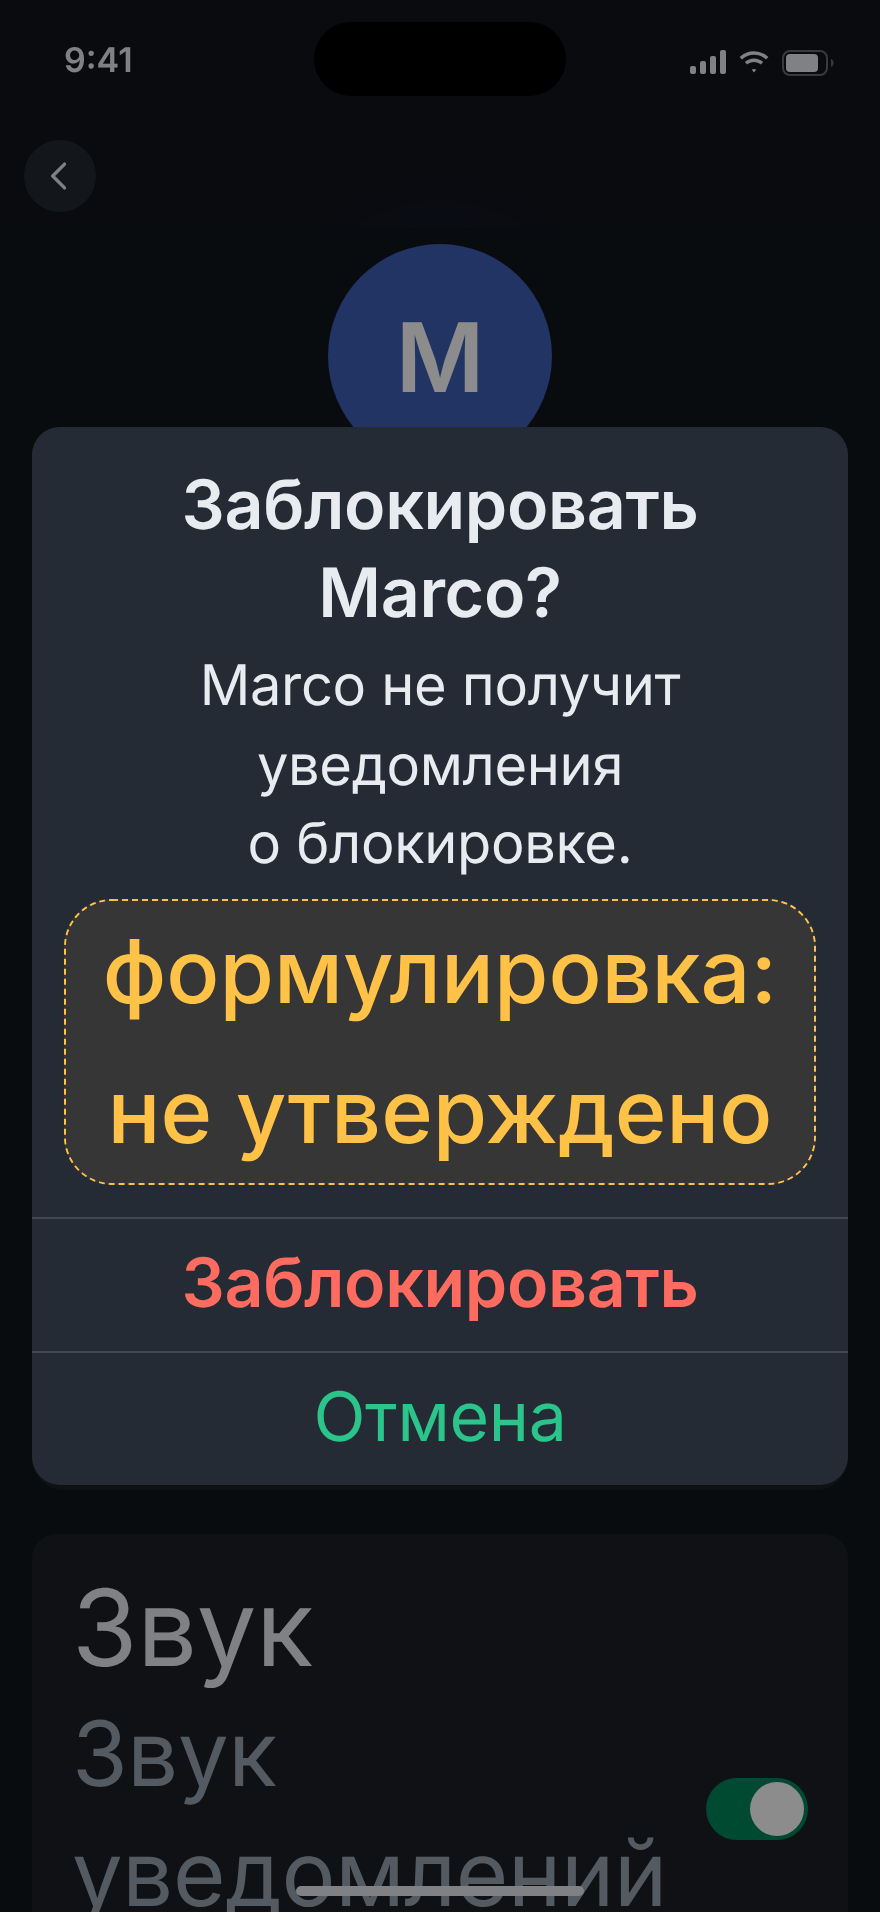 9:41
M
Заблокировать
Marco?
Marco не получит
уведомления
о блокировке.
формулировка:
не утверждено
Заблокировать
Отмена
Звук
Звук
уведомлений